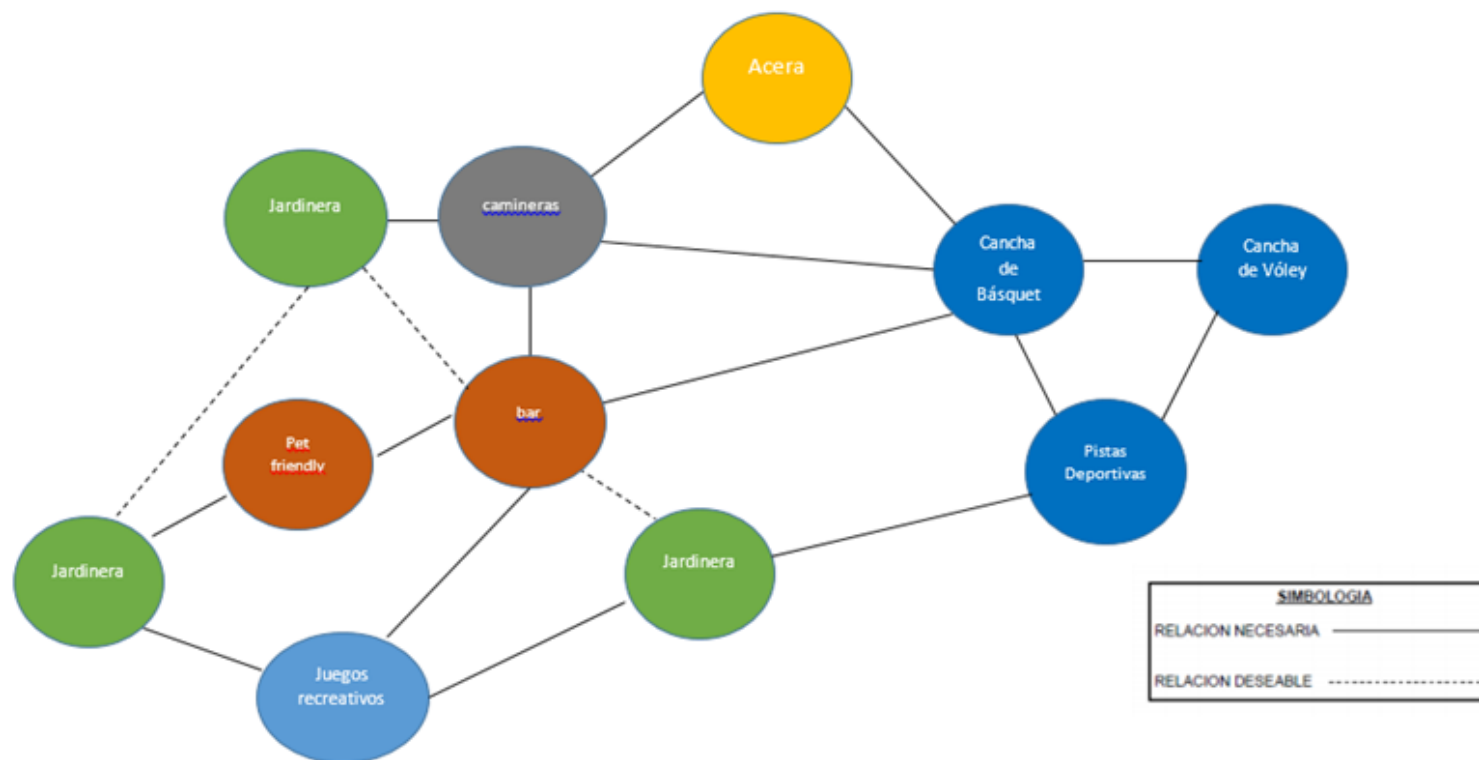 Acera
Jardinera
camineras
Cancha
de
Básquet
Cancha
de Vóley
bar
Pet
friendly
Pistas
Deportivas
Jardinera
Jardinera
Juegos
recreativos
SIMBOLOGIA
RELACION NECESARIA
RELACION DESEABLE